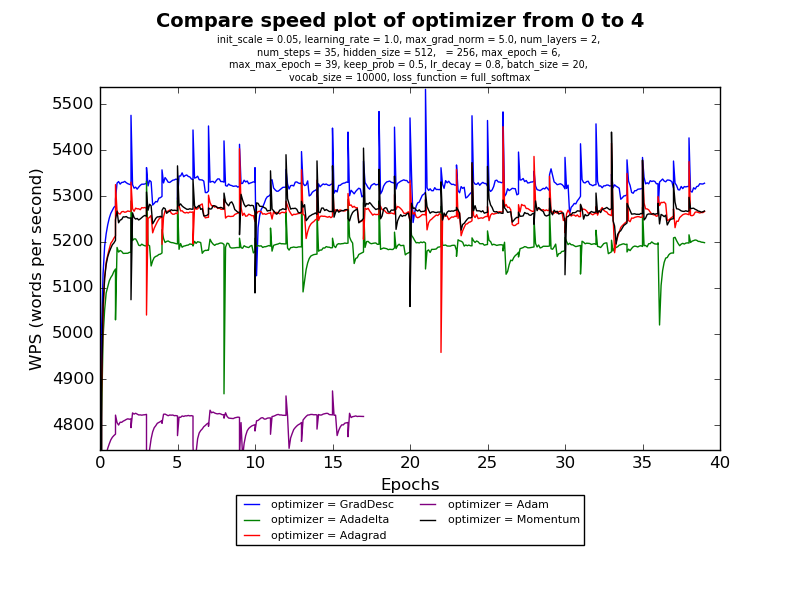 Compare speed plot of optimizer from 0 to 4
init_scale = 0.05, learning_rate = 1.0, max_grad_norm = 5.0, num_layers = 2,
num_steps = 35, hidden_size = 512,   = 256, max_epoch = 6,
max_max_epoch = 39, keep_prob = 0.5, lr_decay = 0.8, batch_size = 20,
vocab_size = 10000, loss_function = full_softmax
WPS (words per second)
5500
5400
5300
5200
5100
5000
4900
4800
0 5 10 15 20 25 30 35 40
Epochs
optimizer = GradDesc
optimizer = Adadelta
optimizer = Adagrad
optimizer = Adam
optimizer = Momentum